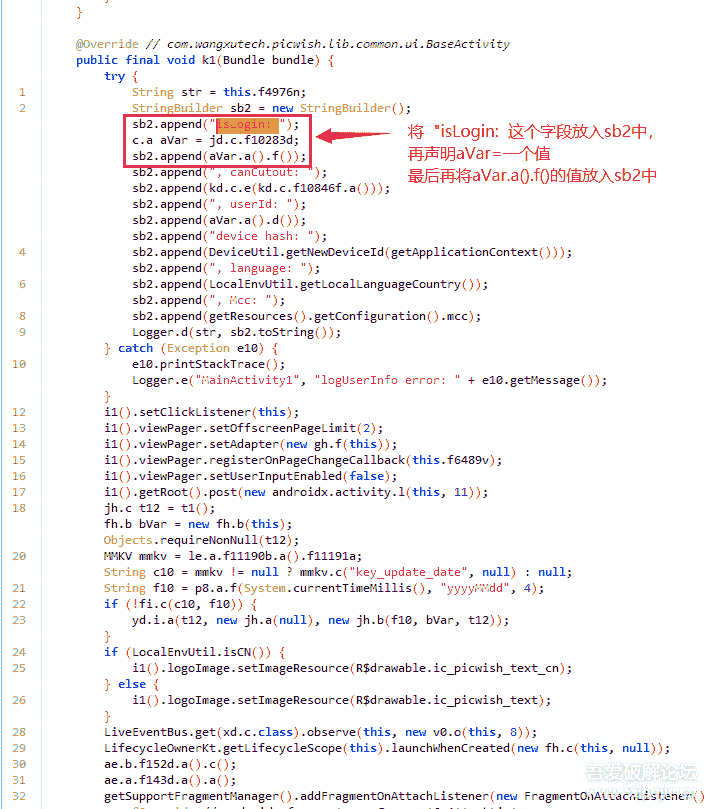 }
@Override // com.wangxutech.picwish.lib.common.ui.BaseActivity
public final void k1(Bundle bundle) {
try {
1 String str = this.f4976n;
2 StringBuilder sb2 = new StringBuilder();
sb2.append("isLogin: ");
c.a aVar = jd.c.f10283d;
sb2.append(aVar.a().f());
将"isLogin: 这个字段放入sb2中,
再声明aVar=一个值
最后再将aVar.a().f()的值放入sb2中
sb2.append(", canCutout: ");
sb2.append(kd.c.e(kd.c.f10846f.a()));
sb2.append(", userId: ");
sb2.append(aVar.a().d());
sb2.append("device hash: ");
4 sb2.append(DeviceUtil.getNewDeviceId(getApplicationContext()));
sb2.append(", language: ");
6 sb2.append(LocalEnvUtil.getLocalLanguageCountry());
sb2.append(", Mcc: ");
8 sb2.append(getResources().getConfiguration().mcc);
9 Logger.d(str, sb2.toString());
} catch (Exception e10) {
10 e10.printStackTrace();
Logger.e("MainActivity1", "logUserInfo error: " + e10.getMessage());
}
12 i1().setClickListener(this);
13 i1().viewPager.setOffscreenPageLimit(2);
14 i1().viewPager.setAdapter(new gh.f(this));
15 i1().viewPager.registerOnPageChangeCallback(this.f6489v);
16 i1().viewPager.setUserInputEnabled(false);
17 i1().getRoot().post(new androidx.activity.l(this, 11));
18 jh.c t12 = t1();
fh.b bVar = new fh.b(this);
Objects.requireNonNull(t12);
20 MMKV mmkv = le.a.f11190b.a().f11191a;
String c10 = mmkv != null ? mmkv.c("key_update_date", null) : null;
21 String f10 = p8.a.f(System.currentTimeMillis(), "yyyyMMdd", 4);
22 if (!fi.c(c10, f10)) {
23 yd.i.a(t12, new jh.a(null), new jh.b(f10, bVar, t12));
}
24 if (LocalEnvUtil.isCN()) {
25 i1().logoImage.setImageResource(R$drawable.ic_picwish_text_cn);
} else {
26 i1().logoImage.setImageResource(R$drawable.ic_picwish_text);
}
28 LiveEventBus.get(xd.c.class).observe(this, new v0.o(this, 8));
29 LifecycleOwnerKt.getLifecycleScope(this).launchWhenCreated(new fh.c(this, null));
30 ae.b.f152d.a().c();
31 ae.a.f143d.a().a();
32 getSupportFragmentManager().addFragmentOnAttachListener(new FragmentOnAttachListener()
吾爱破解论坛